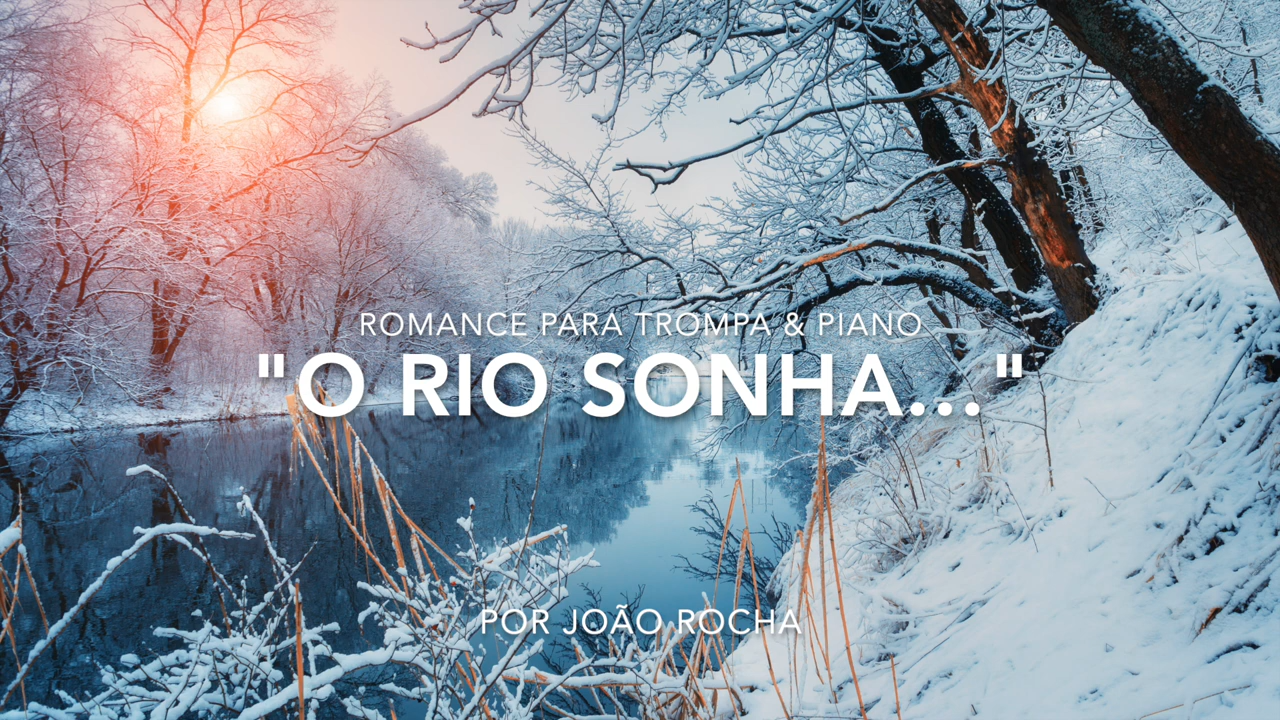 ROMANCE PARA TROMPA & PIANO
"O RIO SONHA..."
POR JOÃO ROCHA